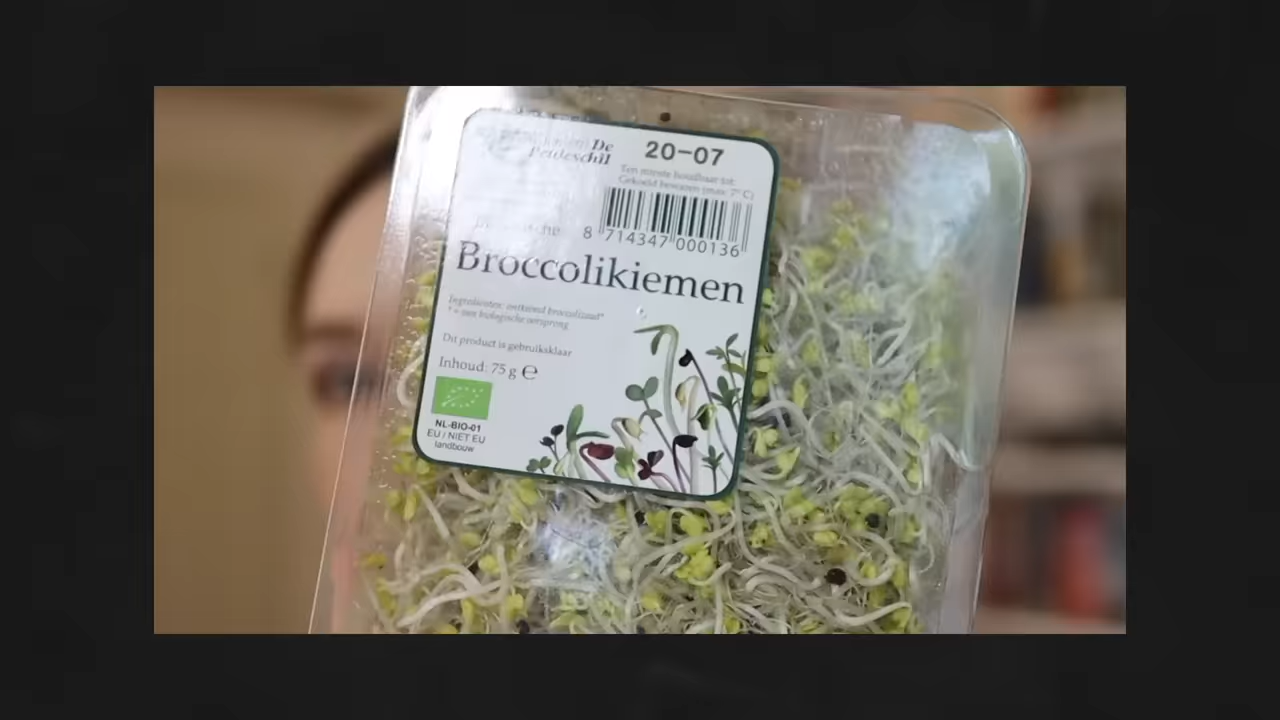 De
Peuleschil
20-07
Ten minste houdbaar tot:
Gekoeld bewaren (max. 7° C)
8 714347 000136
Broccolikiemen
Ingrediënten: ontkiemd broccolizaad*
* = van biologische oorsprong
Dit product is gebruiksklaar
Inhoud: 75 g ℮
NL-BIO-01
EU / NIET EU
landbouw